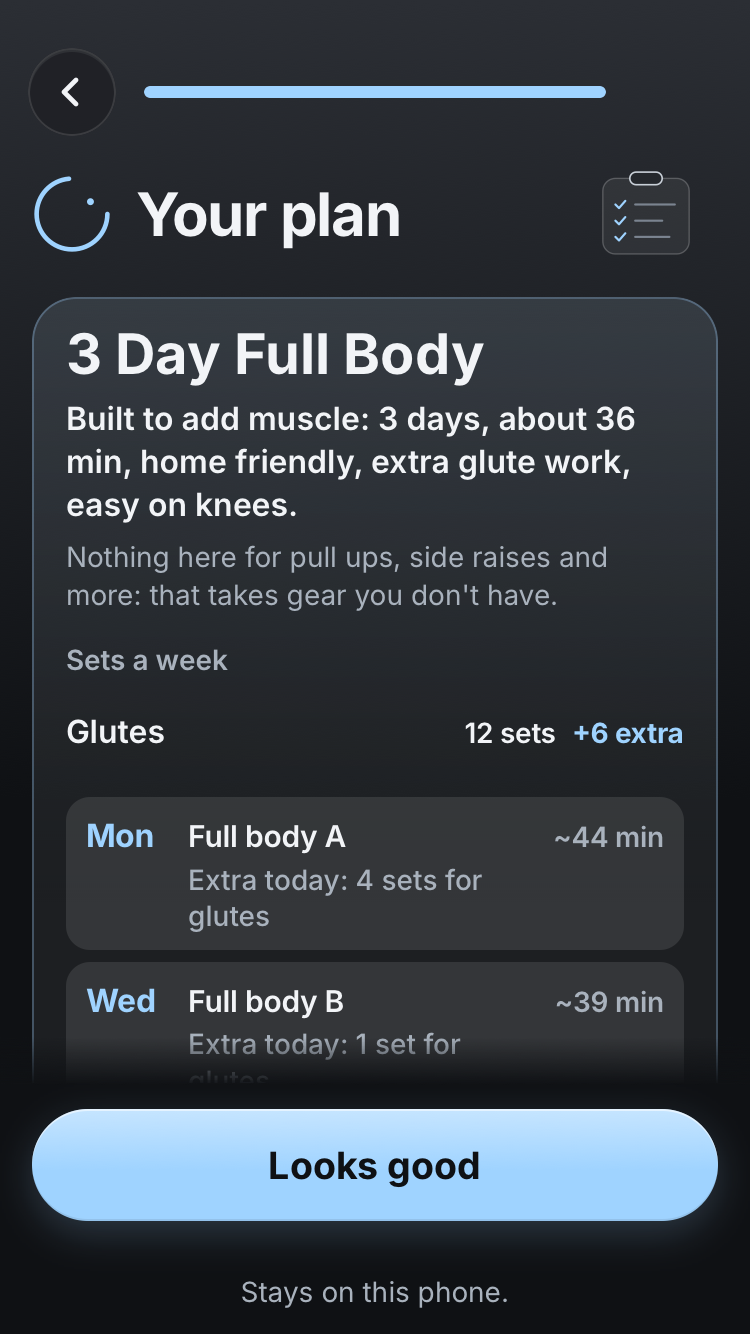 Your plan
3 Day Full Body
Built to add muscle: 3 days, about 36
min, home friendly, extra glute work,
easy on knees.
Nothing here for pull ups, side raises and
more: that takes gear you don't have.
Sets a week
Glutes 12 sets +6 extra
Mon Full body A ~44 min
Extra today: 4 sets for
glutes
Wed Full body B ~39 min
Extra today: 1 set for
glutes
Looks good
Stays on this phone.